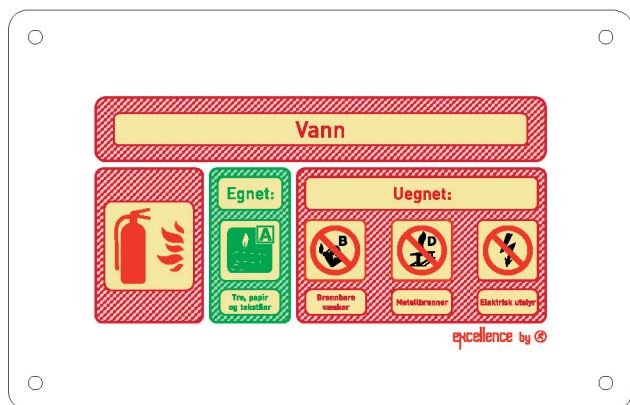 Vann
Egnet:
Uegnet:
A
B
D
Tre, papir
og tekstiler
Brennbare
væsker
Metallbranner
Elektrisk utstyr
excellence by